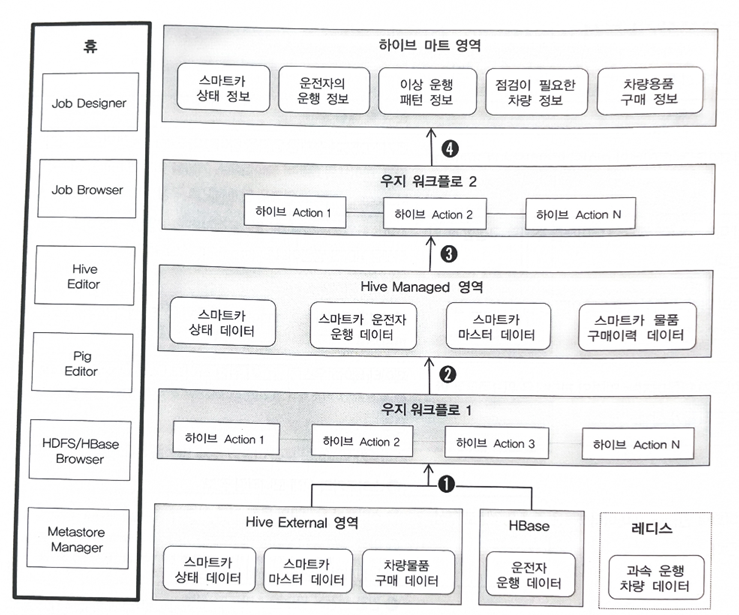 휴
Job Designer
Job Browser
Hive
Editor
Pig
Editor
HDFS/HBase
Browser
Metastore
Manager
하이브 마트 영역
스마트카
상태 정보
운전자의
운행 정보
이상 운행
패턴 정보
점검이 필요한
차량 정보
차량용품
구매 정보
❹
우지 워크플로 2
하이브 Action 1
하이브 Action 2
하이브 Action N
❸
Hive Managed 영역
스마트카
상태 데이터
스마트카 운전자
운행 데이터
스마트카
마스터 데이터
스마트카 물품
구매이력 데이터
❷
우지 워크플로 1
하이브 Action 1
하이브 Action 2
하이브 Action 3
하이브 Action N
❶
Hive External 영역
스마트카
상태 데이터
스마트카
마스터 데이터
차량물품
구매 데이터
HBase
운전자
운행 데이터
레디스
과속 운행
차량 데이터